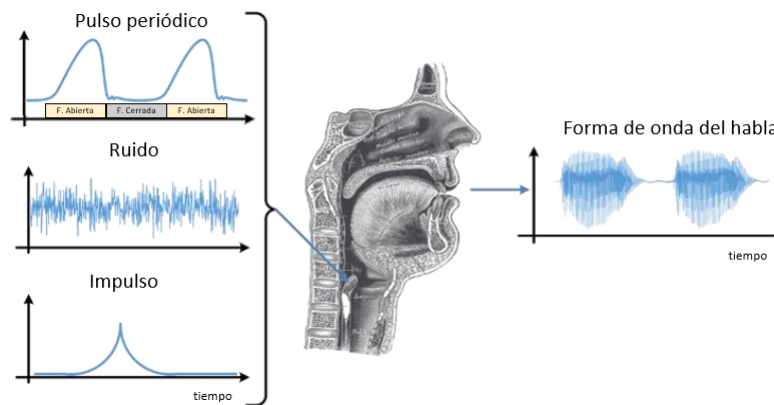 Pulso periódico
F. Abierta
F. Cerrada
F. Abierta
Ruido
Impulso
tiempo
Forma de onda del habla
tiempo